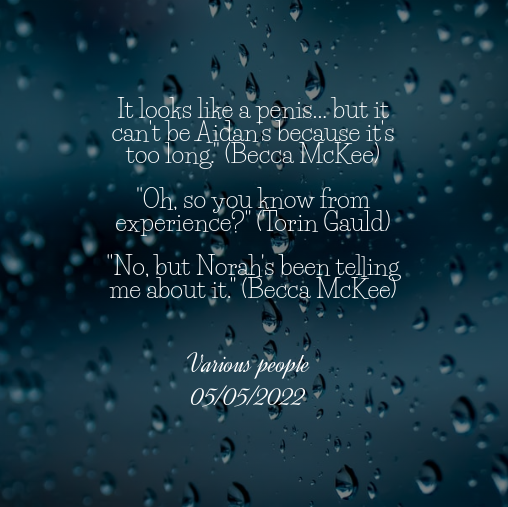 It looks like a penis... but it
can't be Aidan's because it's
too long." (Becca McKee)
"Oh, so you know from
experience?" (Torin Gauld)
"No, but Norah's been telling
me about it." (Becca McKee)
Various people
05/05/2022